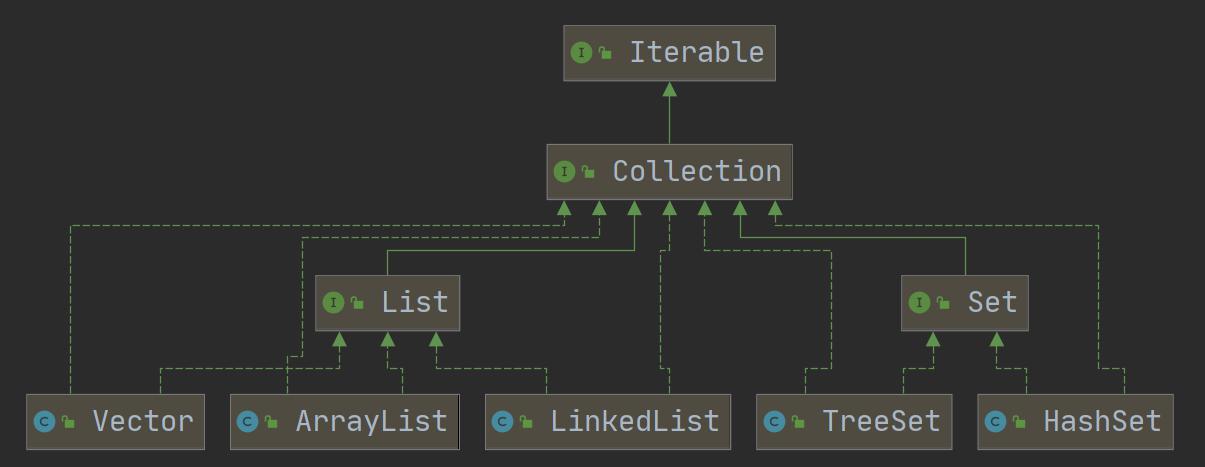 I Iterable
I Collection
I List
I Set
C Vector
C ArrayList
C LinkedList
C TreeSet
C HashSet